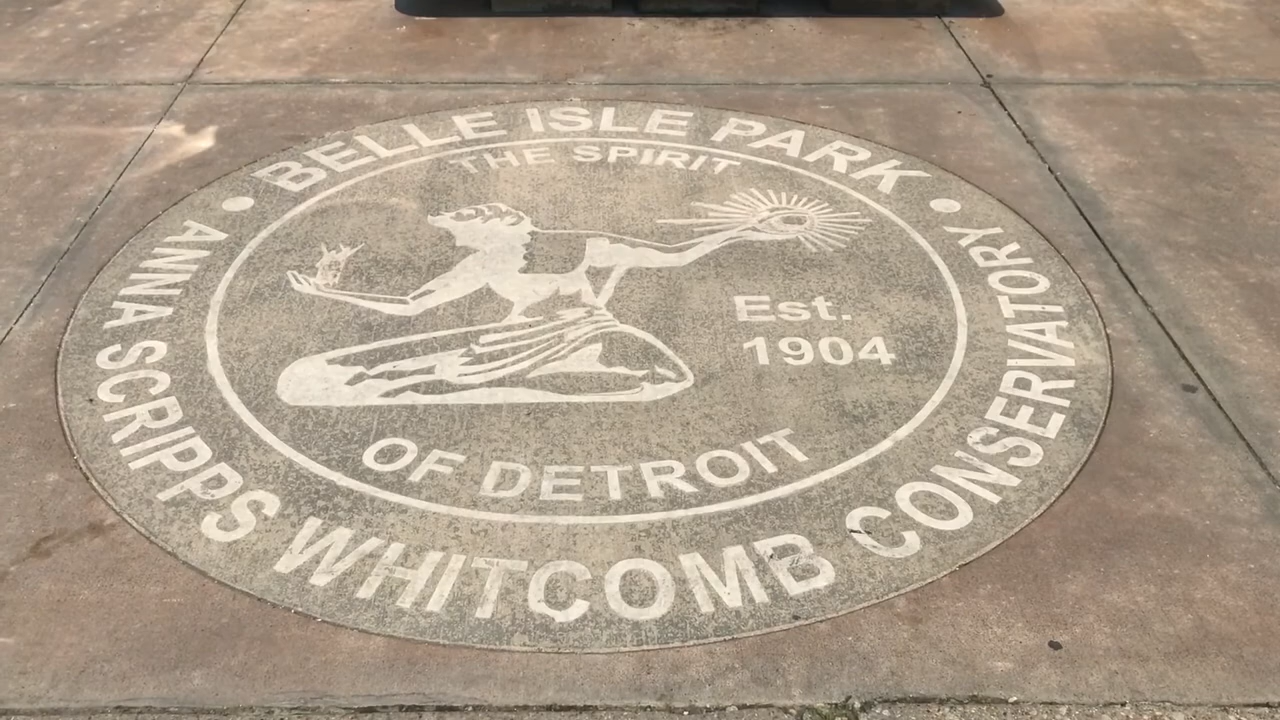 BELLE ISLE PARK
THE SPIRIT
Est.
1904
OF DETROIT
ANNA SCRIPPS WHITCOMB CONSERVATORY